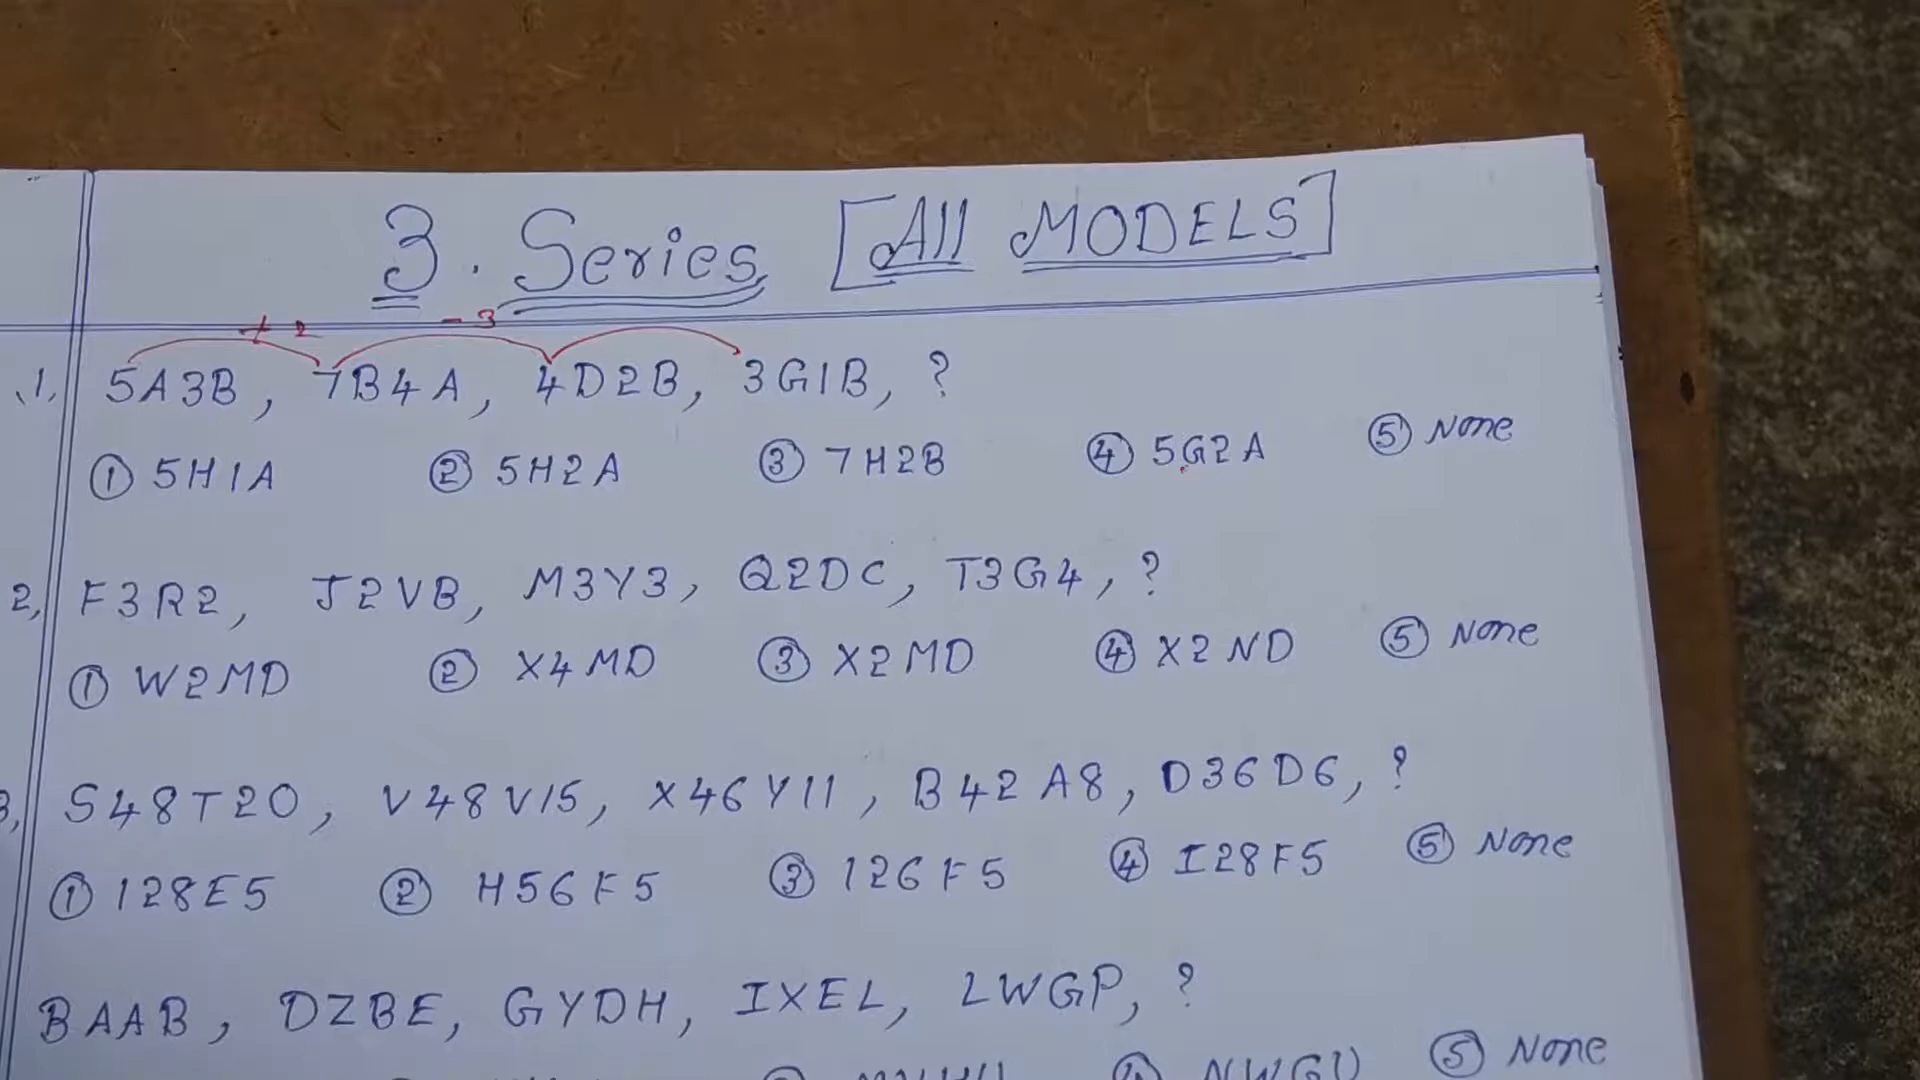 3. Series [All MODELS]
+2 -3
1, 5A3B, 7B4A, 4D2B, 3G1B, ?
① 5H1A ② 5H2A ③ 7H2B ④ 5G2A ⑤ None
2, F3R2, J2VB, M3Y3, Q2DC, T3G4, ?
① W2MD ② X4MD ③ X2MD ④ X2ND ⑤ None
3, S48T20, V48V15, X46Y11, B42A8, D36D6, ?
① I28E5 ② H56F5 ③ I26F5 ④ I28F5 ⑤ None
BAAB, DZBE, GYDH, IXEL, LWGP, ?
④ NWGU ⑤ None